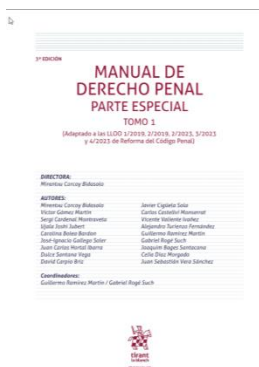 3ª EDICIÓN
MANUAL DE
DERECHO PENAL
PARTE ESPECIAL
TOMO 1
(Adaptado a las LLOO 1/2019, 2/2019, 2/2023, 3/2023
y 4/2023 de Reforma del Código Penal)
DIRECTORA:
Mirentxu Corcoy Bidasolo
AUTORES:
Mirentxu Corcoy Bidasolo
Víctor Gómez Martín
Sergi Cardenal Montraveta
Ujala Joshi Jubert
Carolina Bolea Bardon
José-Ignacio Gallego Soler
Juan Carlos Hortal Ibarra
Dulce Santana Vega
David Carpio Briz
Javier Cigüela Sola
Carlos Castellví Monserrat
Vicente Valiente Ivañez
Alejandro Turienzo Fernández
Guillermo Ramírez Martín
Gabriel Rogé Such
Joaquim Bages Santacana
Celia Díaz Morgado
Juan Sebastián Vera Sánchez
Coordinadores:
Guillermo Ramírez Martín / Gabriel Rogé Such
tirant
lo blanch